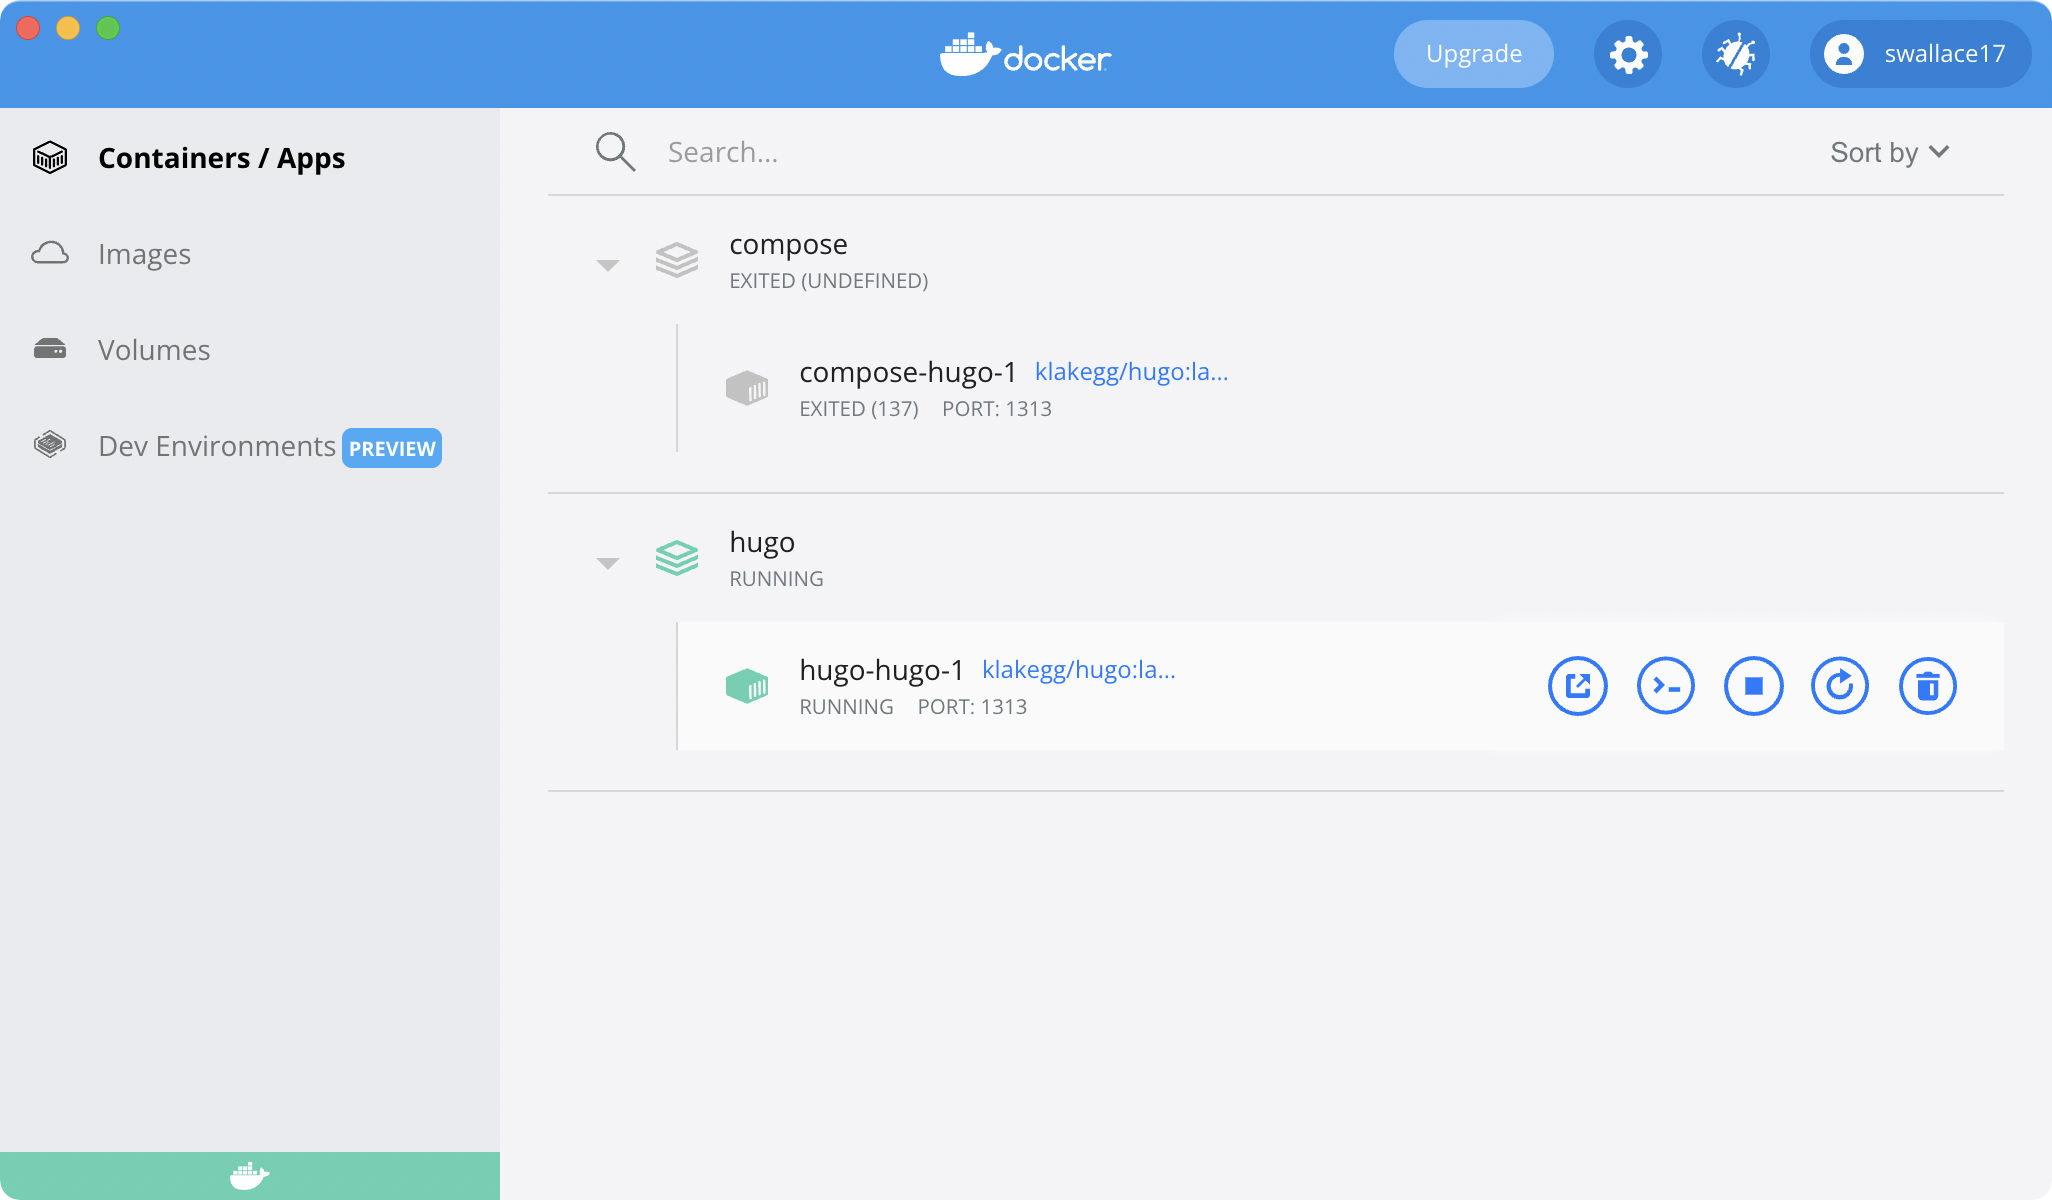 docker
Upgrade
swallace17
Containers / Apps
Images
Volumes
Dev Environments PREVIEW
Search...
Sort by
compose
EXITED (UNDEFINED)
compose-hugo-1 klakegg/hugo:la...
EXITED (137) PORT: 1313
hugo
RUNNING
hugo-hugo-1 klakegg/hugo:la...
RUNNING PORT: 1313